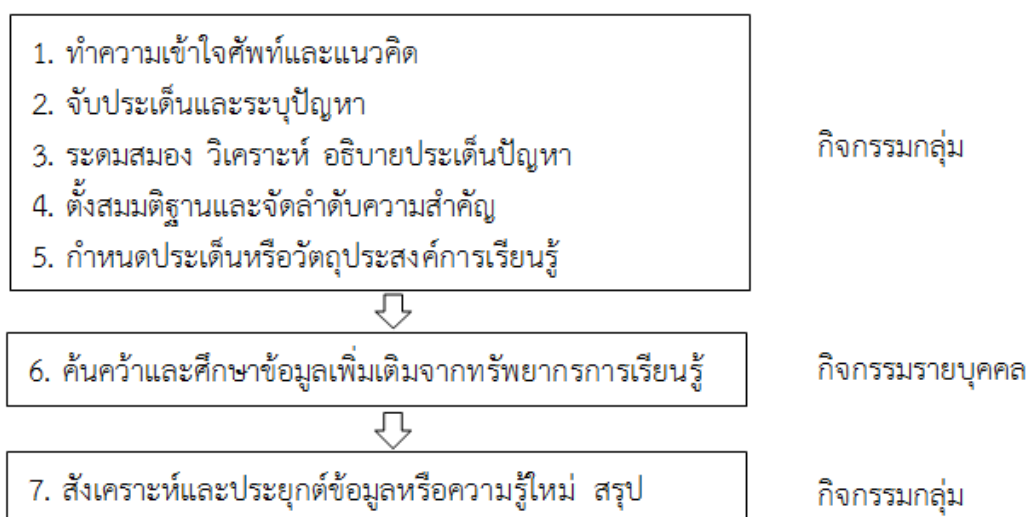 1. ทำความเข้าใจศัพท์และแนวคิด
2. จับประเด็นและระบุปัญหา
3. ระดมสมอง วิเคราะห์ อธิบายประเด็นปัญหา
กิจกรรมกลุ่ม
4. ตั้งสมมติฐานและจัดลำดับความสำคัญ
5. กำหนดประเด็นหรือวัตถุประสงค์การเรียนรู้
6. ค้นคว้าและศึกษาข้อมูลเพิ่มเติมจากทรัพยากรการเรียนรู้
กิจกรรมรายบุคคล
7. สังเคราะห์และประยุกต์ข้อมูลหรือความรู้ใหม่ สรุป
กิจกรรมกลุ่ม